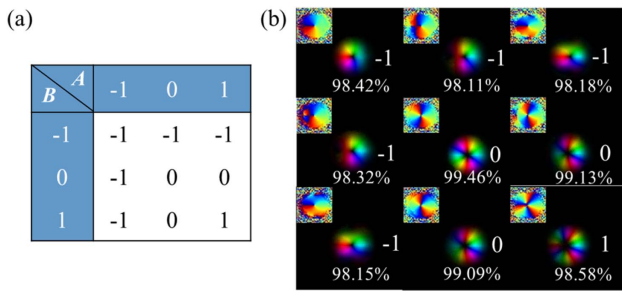 (a)
A
B
-1 0 1
-1 -1 -1 -1
0 -1 0 0
1 -1 0 1
(b)
-1 -1 -1
98.42% 98.11% 98.18%
-1 0 0
98.32% 99.46% 99.13%
-1 0 1
98.15% 99.09% 98.58%